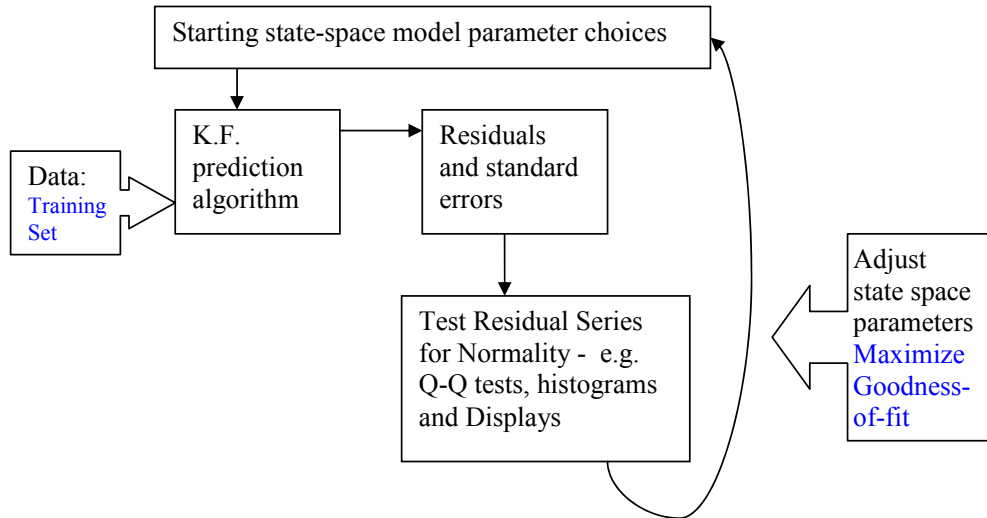 Starting state-space model parameter choices
K.F.
prediction
algorithm
Residuals
and standard
errors
Data:
Training
Set
Test Residual Series
for Normality - e.g.
Q-Q tests, histograms
and Displays
Adjust
state space
parameters
Maximize
Goodness-
of-fit